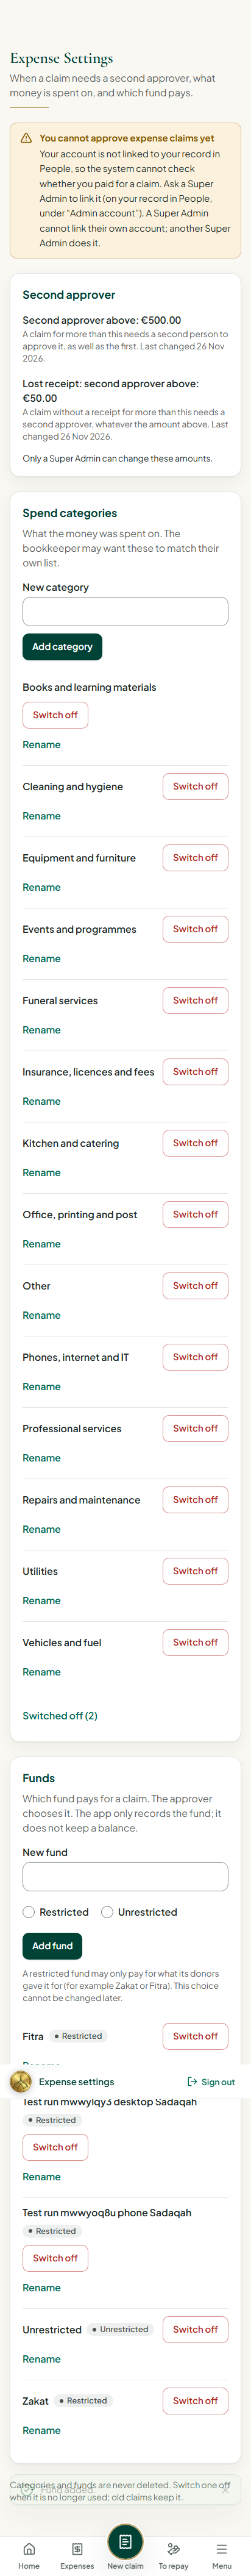 Expense Settings
When a claim needs a second approver, what
money is spent on, and which fund pays.
You cannot approve expense claims yet
Your account is not linked to your record in
People, so the system cannot check
whether you paid for a claim. Ask a Super
Admin to link it (on your record in People,
under “Admin account”). A Super Admin
cannot link their own account; another Super
Admin does it.
Second approver
Second approver above: €500.00
A claim for more than this needs a second person to
approve it, as well as the first. Last changed 26 Nov
2026.
Lost receipt: second approver above:
€50.00
A claim without a receipt for more than this needs a
second approver, whatever the amount above. Last
changed 26 Nov 2026.
Only a Super Admin can change these amounts.
Spend categories
What the money was spent on. The
bookkeeper may want these to match their
own list.
New category
Add category
Books and learning materials
Switch off
Rename
Cleaning and hygiene Switch off
Rename
Equipment and furniture Switch off
Rename
Events and programmes Switch off
Rename
Funeral services Switch off
Rename
Insurance, licences and fees Switch off
Rename
Kitchen and catering Switch off
Rename
Office, printing and post Switch off
Rename
Other Switch off
Rename
Phones, internet and IT Switch off
Rename
Professional services Switch off
Rename
Repairs and maintenance Switch off
Rename
Utilities Switch off
Rename
Vehicles and fuel Switch off
Rename
Switched off (2)
Funds
Which fund pays for a claim. The approver
chooses it. The app only records the fund; it
does not keep a balance.
New fund
Restricted Unrestricted
Add fund
A restricted fund may only pay for what its donors
gave it for (for example Zakat or Fitra). This choice
cannot be changed later.
Fitra Restricted Switch off
Expense settings Sign out
Test run mwwylqy3 desktop Sadaqah
Restricted
Switch off
Rename
Test run mwwyoq8u phone Sadaqah
Restricted
Switch off
Rename
Unrestricted Unrestricted Switch off
Rename
Zakat Restricted Switch off
Rename
Categories and funds are never deleted. Switch one off
when it is no longer used; old claims keep it.
Fund added.
Home Expenses New claim To repay Menu